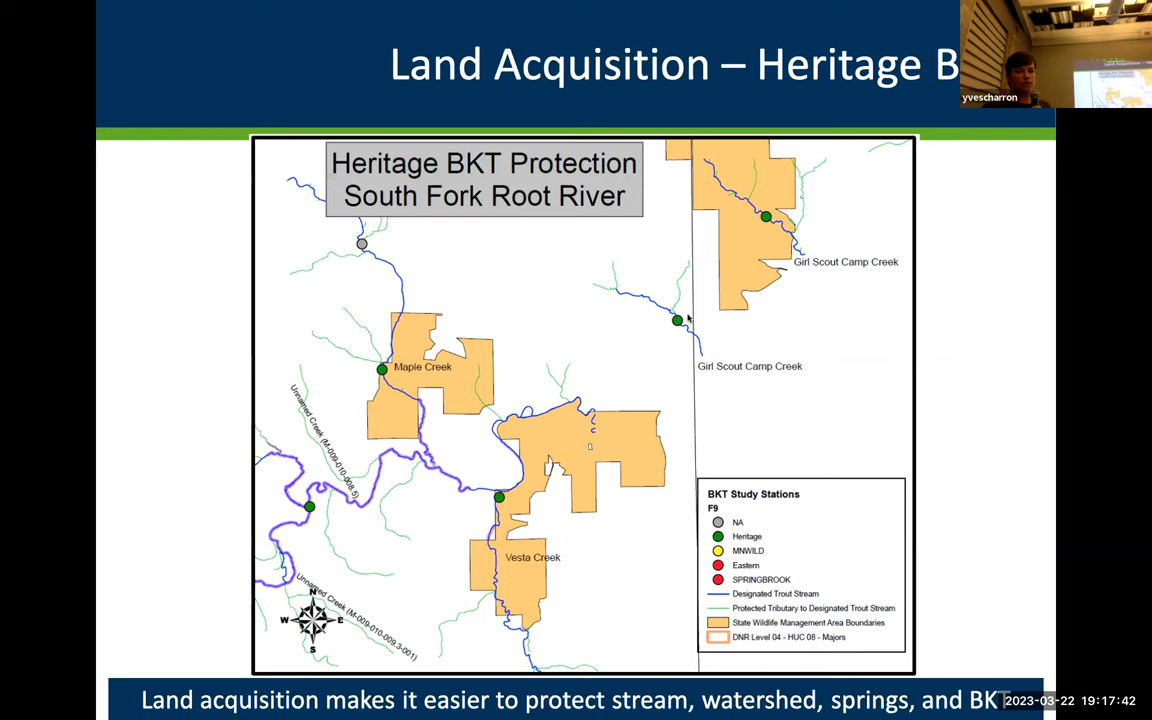 Land Acquisition – Heritage B
yvescharron
Heritage BKT Protection
South Fork Root River
Girl Scout Camp Creek
Girl Scout Camp Creek
Maple Creek
Unnamed Creek (M-009-010-008.5)
Vesta Creek
Unnamed Creek (M-009-010-009.3-001)
N
W E
S
BKT Study Stations
F9
NA
Heritage
MNWILD
Eastern
SPRINGBROOK
Designated Trout Stream
Protected Tributary to Designated Trout Stream
State Wildlife Management Area Boundaries
DNR Level 04 - HUC 08 - Majors
Land acquisition makes it easier to protect stream, watershed, springs, and BKT
2023-03-22 19:17:42